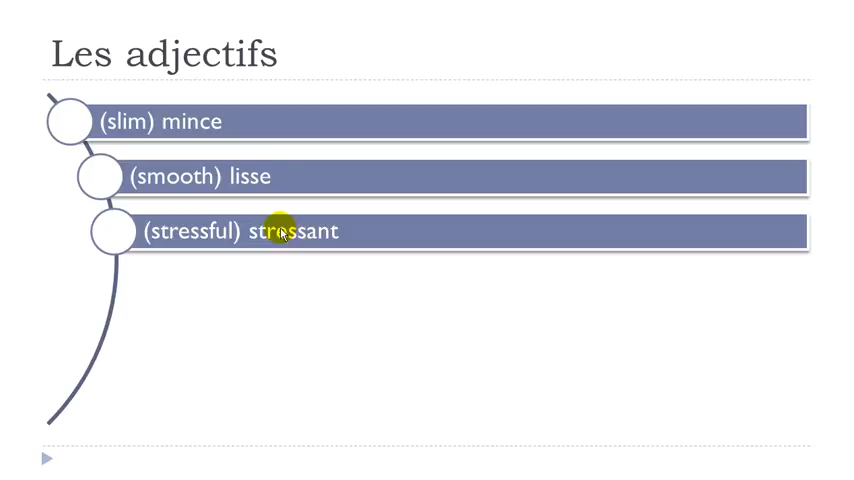 Les adjectifs
(slim) mince
(smooth) lisse
(stressful) stressant